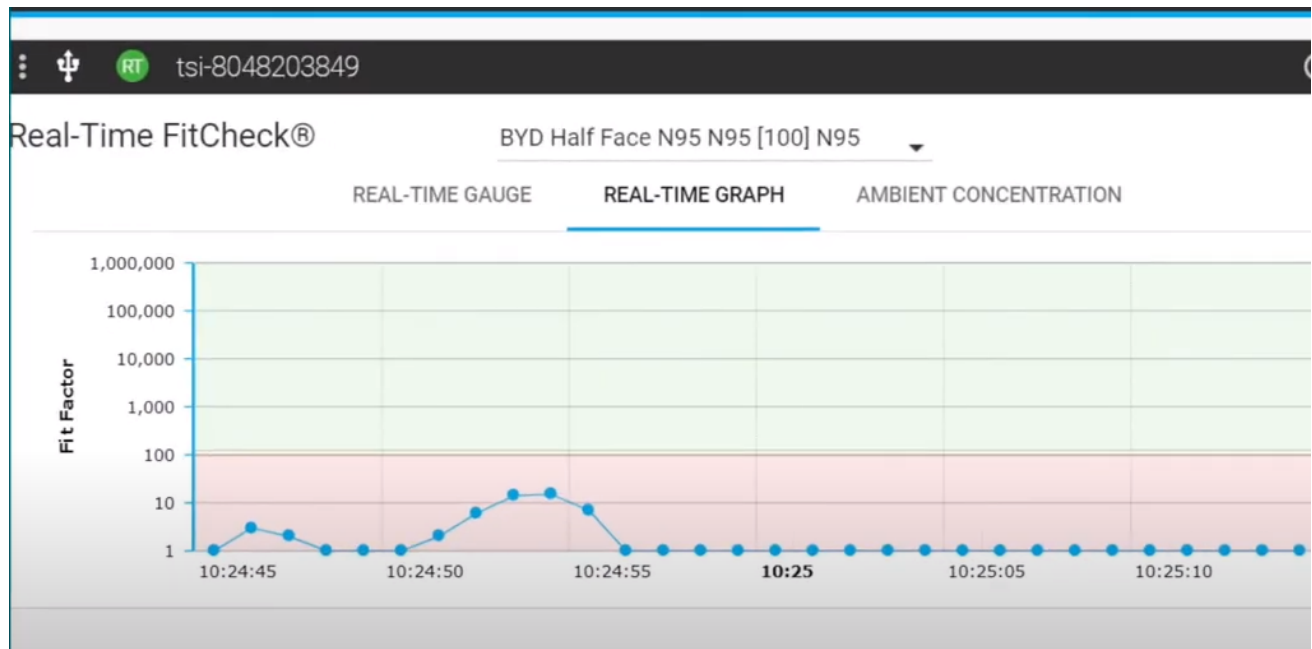 RT tsi-8048203849
Real-Time FitCheck®
BYD Half Face N95 N95 [100] N95
REAL-TIME GAUGE REAL-TIME GRAPH AMBIENT CONCENTRATION
1,000,000
100,000
10,000
1,000
100
10
1
Fit Factor
10:24:45 10:24:50 10:24:55 10:25 10:25:05 10:25:10